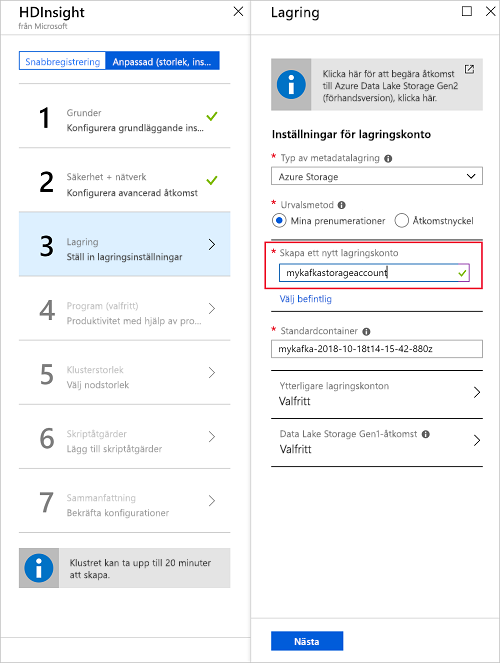 HDInsight
från Microsoft
Snabbregistrering
Anpassad (storlek, ins...
1
Grunder
Konfigurera grundläggande ins...
2
Säkerhet + nätverk
Konfigurera avancerad åtkomst
3
Lagring
Ställ in lagringsinställningar
4
Program (valfritt)
Produktivitet med hjälp av pro...
5
Klusterstorlek
Välj nodstorlek
6
Skriptåtgärder
Lägg till skriptåtgärder
7
Sammanfattning
Bekräfta konfigurationer
Klustret kan ta upp till 20 minuter
att skapa.
Lagring
Klicka här för att begära åtkomst
till Azure Data Lake Storage Gen2
(förhandsversion), klicka här.
Inställningar för lagringskonto
* Typ av metadatalagring
Azure Storage
* Urvalsmetod
Mina prenumerationer
Åtkomstnyckel
* Skapa ett nytt lagringskonto
mykafkastorageaccount
Välj befintlig
* Standardcontainer
mykafka-2018-10-18t14-15-42-880z
Ytterligare lagringskonton
Valfritt
Data Lake Storage Gen1-åtkomst
Valfritt
Nästa